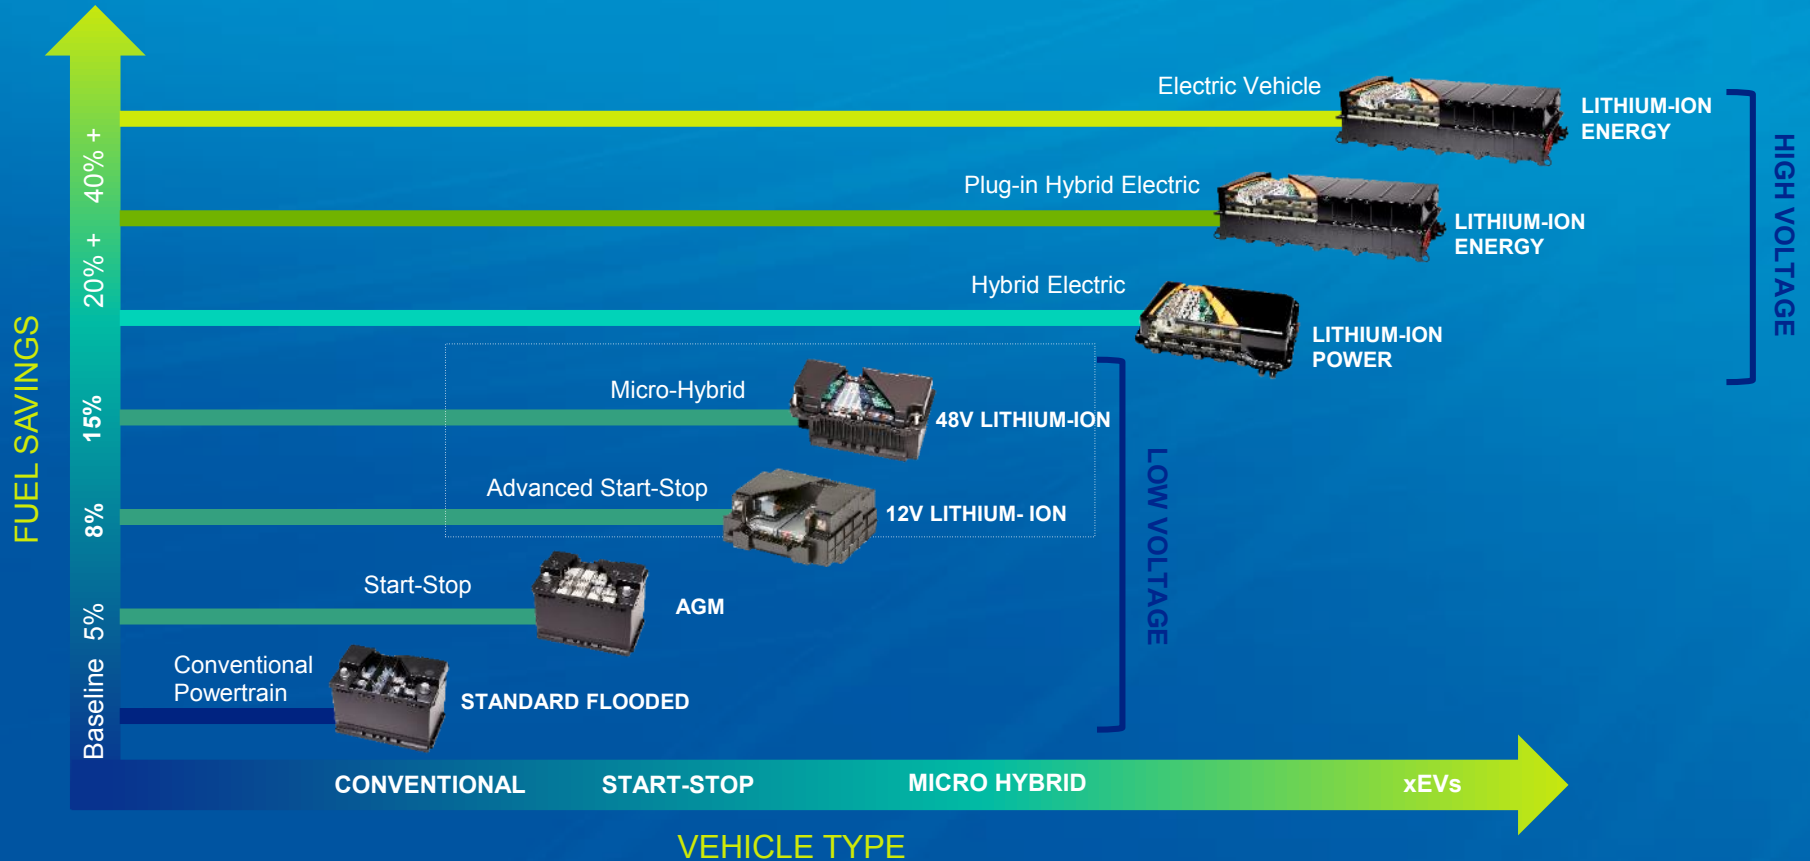 Electric Vehicle
LITHIUM-ION
ENERGY
Plug-in Hybrid Electric
LITHIUM-ION
ENERGY
Hybrid Electric
LITHIUM-ION
POWER
HIGH VOLTAGE
Micro-Hybrid
48V LITHIUM-ION
Advanced Start-Stop
12V LITHIUM- ION
Start-Stop
AGM
Conventional
Powertrain
STANDARD FLOODED
LOW VOLTAGE
FUEL SAVINGS
40% +
20% +
15%
8%
5%
Baseline
CONVENTIONAL
START-STOP
MICRO HYBRID
xEVs
VEHICLE TYPE